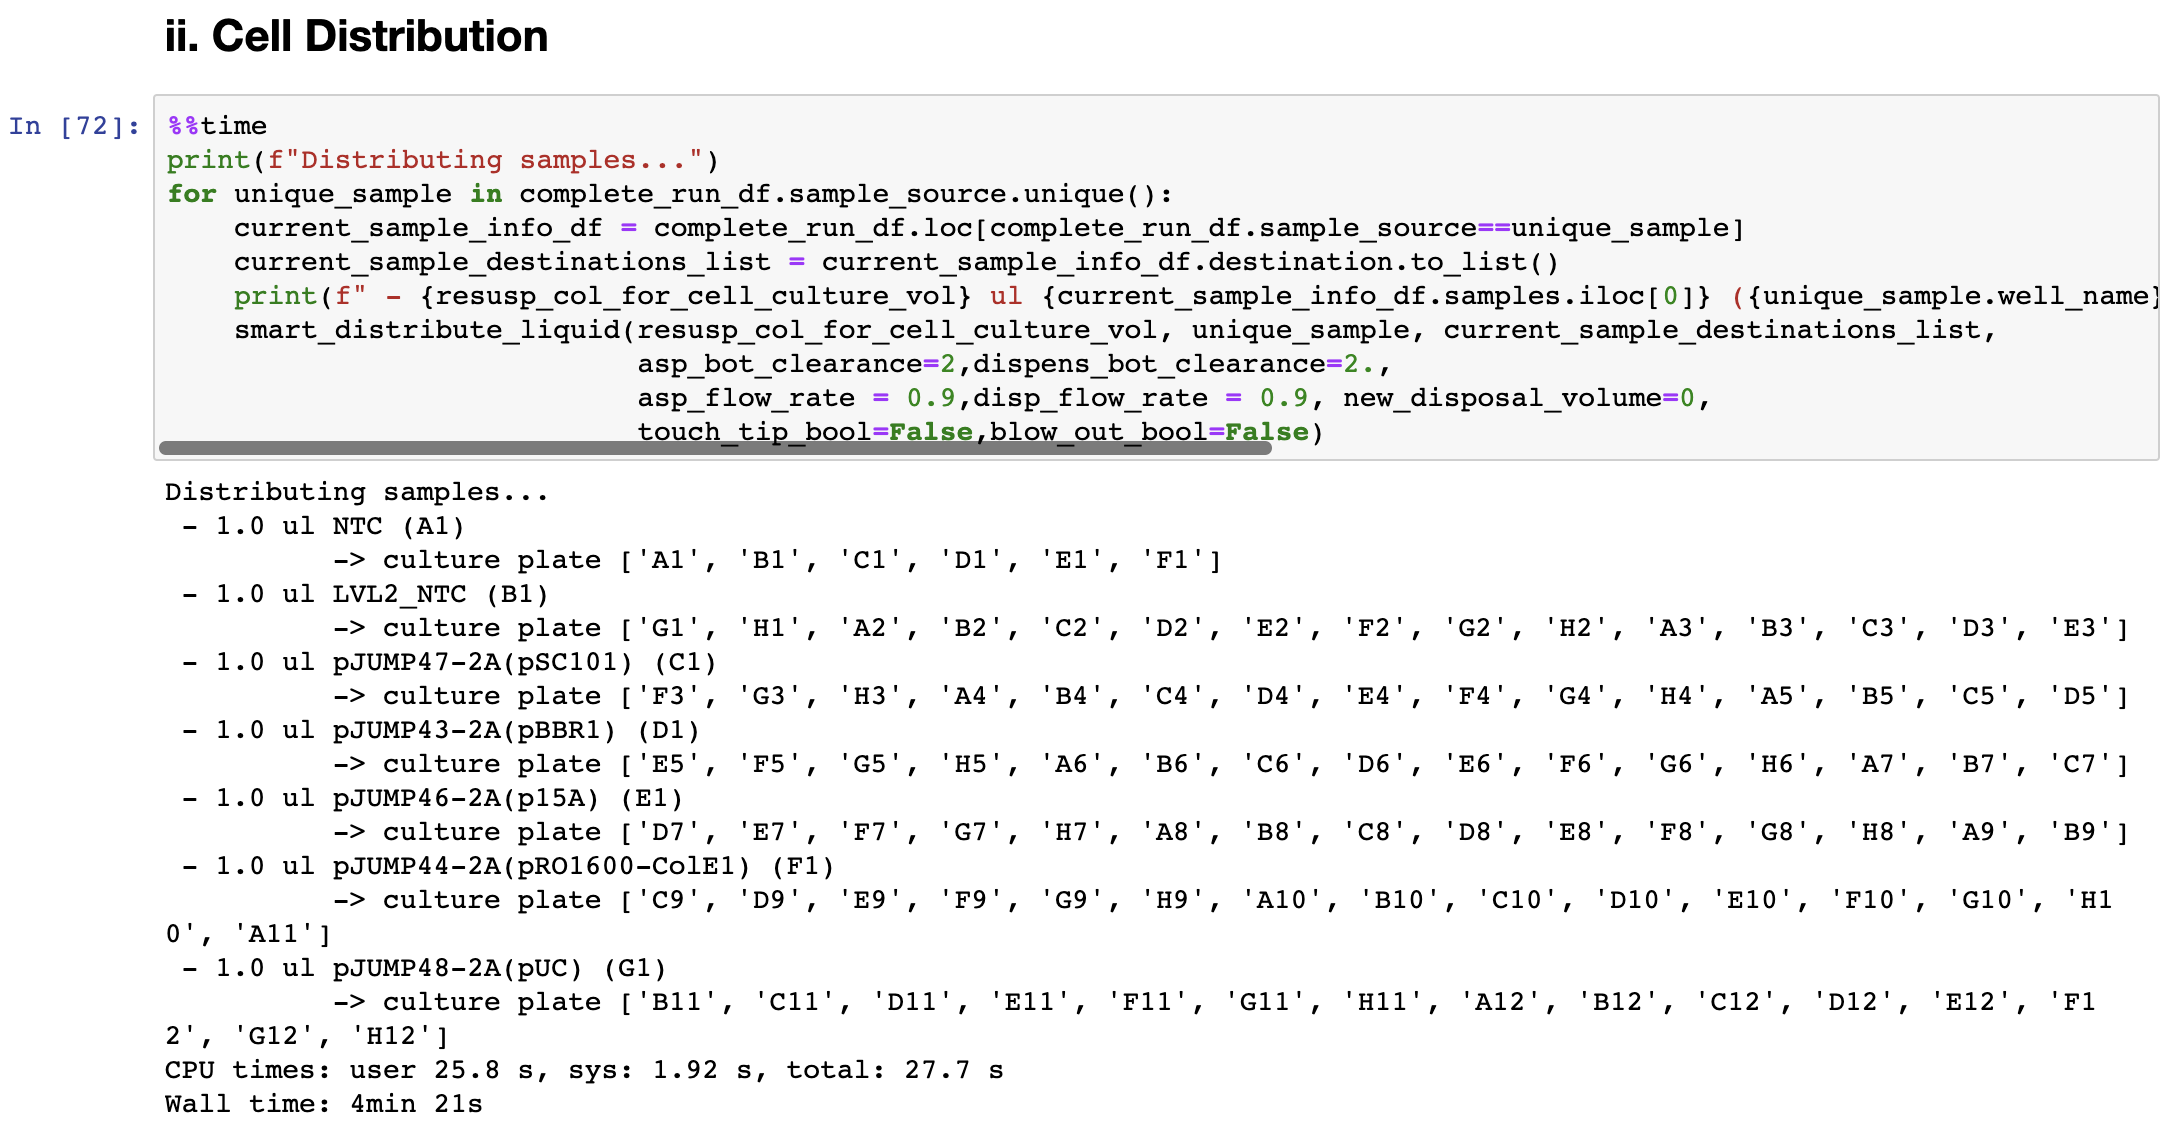 ii. Cell Distribution
In [72]:
%%time
print(f"Distributing samples...")
for unique_sample in complete_run_df.sample_source.unique():
    current_sample_info_df = complete_run_df.loc[complete_run_df.sample_source==unique_sample]
    current_sample_destinations_list = current_sample_info_df.destination.to_list()
    print(f" - {resusp_col_for_cell_culture_vol} ul {current_sample_info_df.samples.iloc[0]} ({unique_sample.well_name}
    smart_distribute_liquid(resusp_col_for_cell_culture_vol, unique_sample, current_sample_destinations_list,
                            asp_bot_clearance=2,dispens_bot_clearance=2.,
                            asp_flow_rate = 0.9,disp_flow_rate = 0.9, new_disposal_volume=0,
                            touch_tip_bool=False,blow_out_bool=False)
Distributing samples...
 - 1.0 ul NTC (A1)
          -> culture plate ['A1', 'B1', 'C1', 'D1', 'E1', 'F1']
 - 1.0 ul LVL2_NTC (B1)
          -> culture plate ['G1', 'H1', 'A2', 'B2', 'C2', 'D2', 'E2', 'F2', 'G2', 'H2', 'A3', 'B3', 'C3', 'D3', 'E3']
 - 1.0 ul pJUMP47-2A(pSC101) (C1)
          -> culture plate ['F3', 'G3', 'H3', 'A4', 'B4', 'C4', 'D4', 'E4', 'F4', 'G4', 'H4', 'A5', 'B5', 'C5', 'D5']
 - 1.0 ul pJUMP43-2A(pBBR1) (D1)
          -> culture plate ['E5', 'F5', 'G5', 'H5', 'A6', 'B6', 'C6', 'D6', 'E6', 'F6', 'G6', 'H6', 'A7', 'B7', 'C7']
 - 1.0 ul pJUMP46-2A(p15A) (E1)
          -> culture plate ['D7', 'E7', 'F7', 'G7', 'H7', 'A8', 'B8', 'C8', 'D8', 'E8', 'F8', 'G8', 'H8', 'A9', 'B9']
 - 1.0 ul pJUMP44-2A(pRO1600-ColE1) (F1)
          -> culture plate ['C9', 'D9', 'E9', 'F9', 'G9', 'H9', 'A10', 'B10', 'C10', 'D10', 'E10', 'F10', 'G10', 'H1
0', 'A11']
 - 1.0 ul pJUMP48-2A(pUC) (G1)
          -> culture plate ['B11', 'C11', 'D11', 'E11', 'F11', 'G11', 'H11', 'A12', 'B12', 'C12', 'D12', 'E12', 'F1
2', 'G12', 'H12']
CPU times: user 25.8 s, sys: 1.92 s, total: 27.7 s
Wall time: 4min 21s